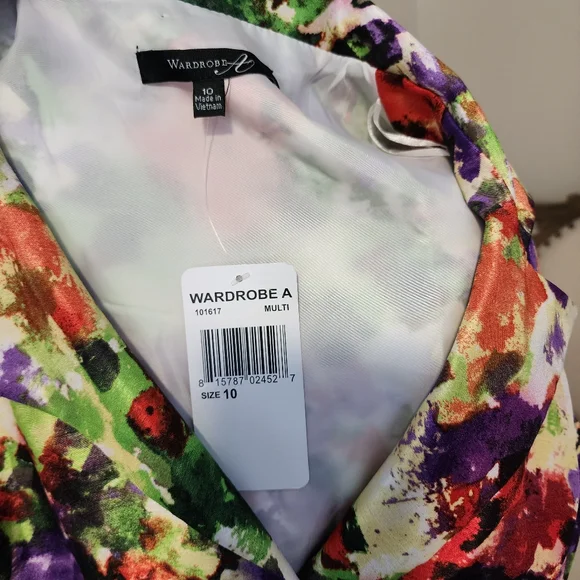 WARDROBE A
10
Made in
Vietnam
WARDROBE A
101617 MULTI
8 15787 02452 7
SIZE 10